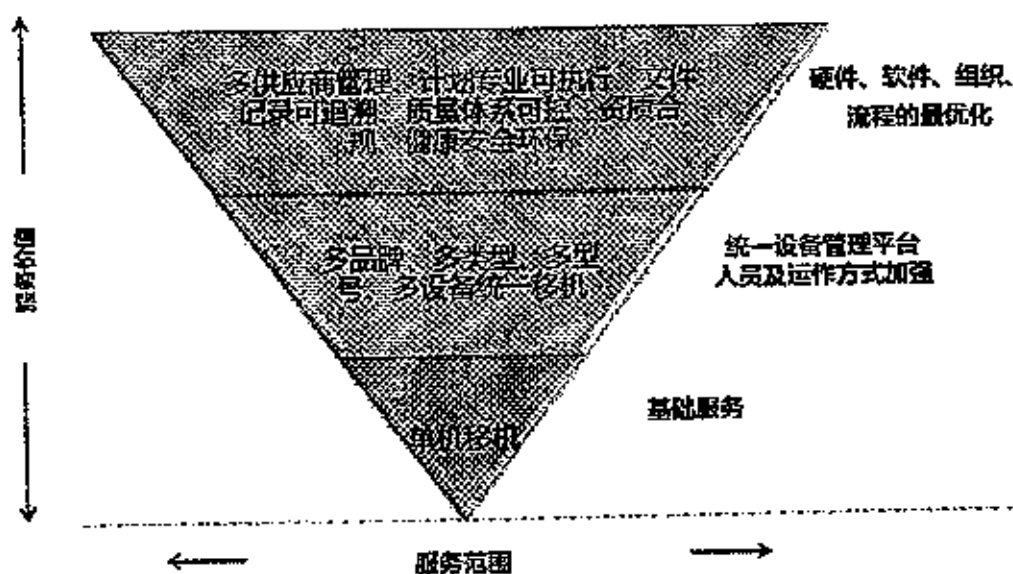 多供应商管理、计划专业可执行、文件
记录可追溯、质量体系可控、资质合
规、健康安全环保
硬件、软件、组织、
流程的最优化
多品牌、多类型、多型
号、多设备统一移机
统一设备管理平台
人员及运作方式加强
服务价值
单机移机
基础服务
服务范围